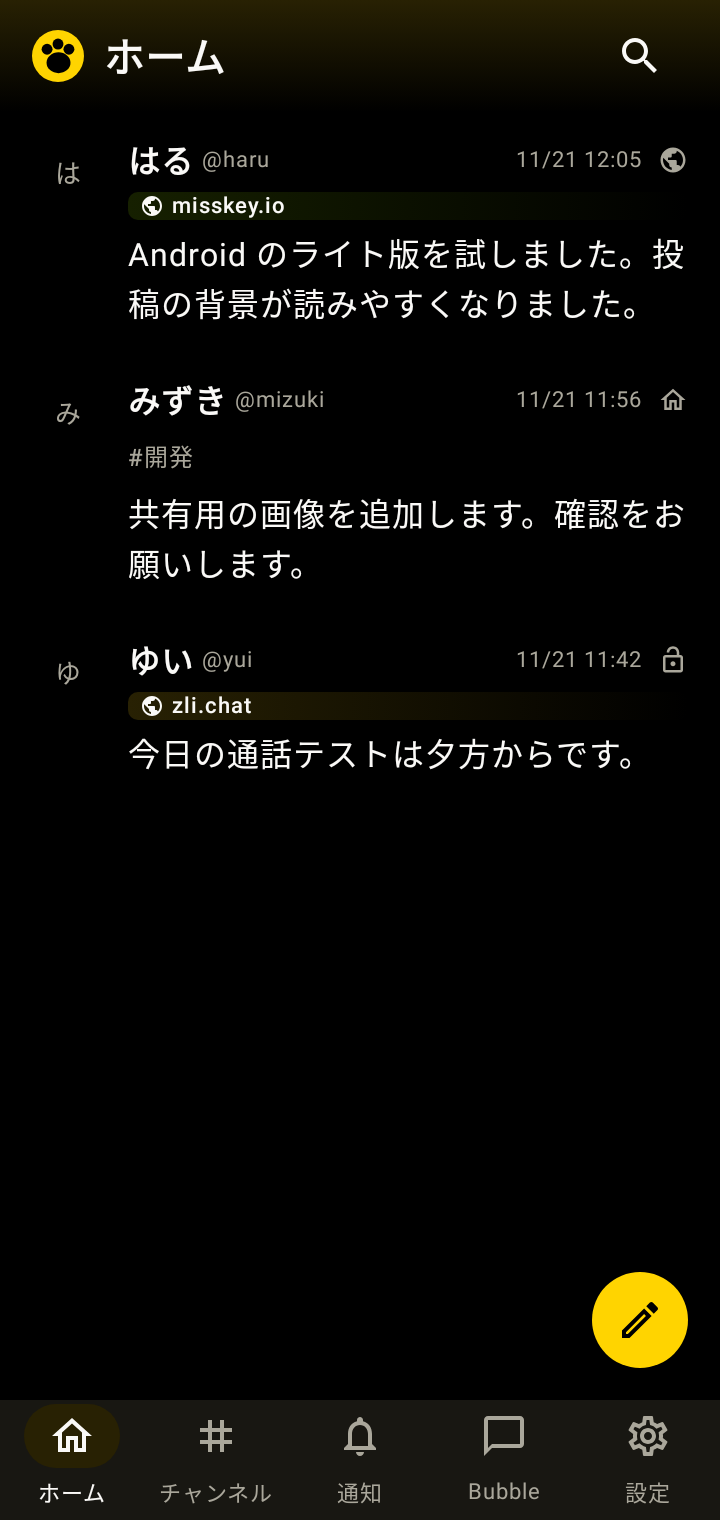 ホーム
は
はる @haru 11/21 12:05
misskey.io
Android のライト版を試しました。投
稿の背景が読みやすくなりました。
み
みずき @mizuki 11/21 11:56
#開発
共有用の画像を追加します。確認をお
願いします。
ゆ
ゆい @yui 11/21 11:42
zli.chat
今日の通話テストは夕方からです。
ホーム チャンネル 通知 Bubble 設定